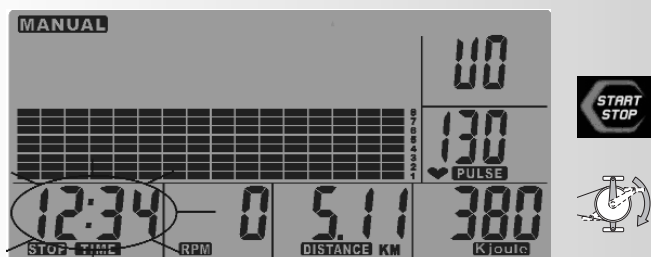 MANUAL
U0
START
STOP
8
7
6
5
4
3
2
1
130
PULSE
12:34
0
5.11
380
STOP TIME
RPM
DISTANCE KM
Kjoule